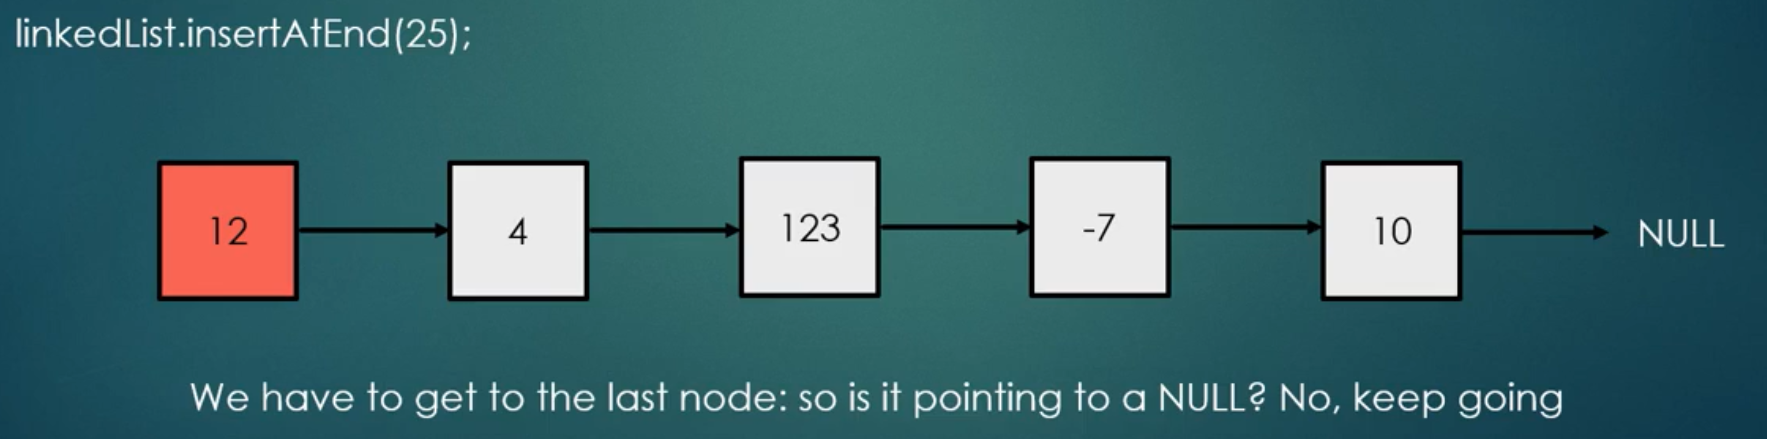 linkedList.insertAtEnd(25);
12 4 123 -7 10 NULL
We have to get to the last node: so is it pointing to a NULL? No, keep going